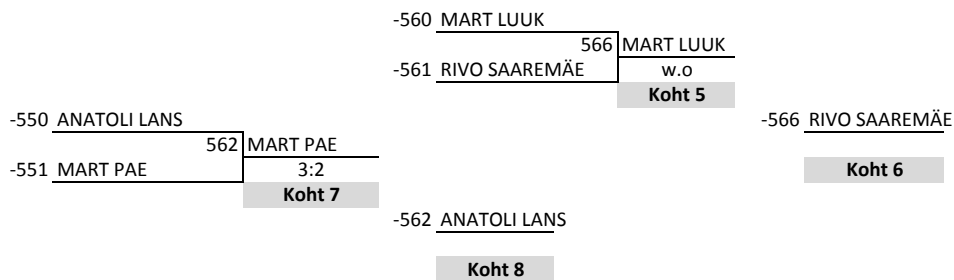 -560 MART LUUK
566 MART LUUK
-561 RIVO SAAREMÄE w.o
Koht 5
-550 ANATOLI LANS -566 RIVO SAAREMÄE
562 MART PAE
-551 MART PAE 3:2 Koht 6
Koht 7
-562 ANATOLI LANS
Koht 8